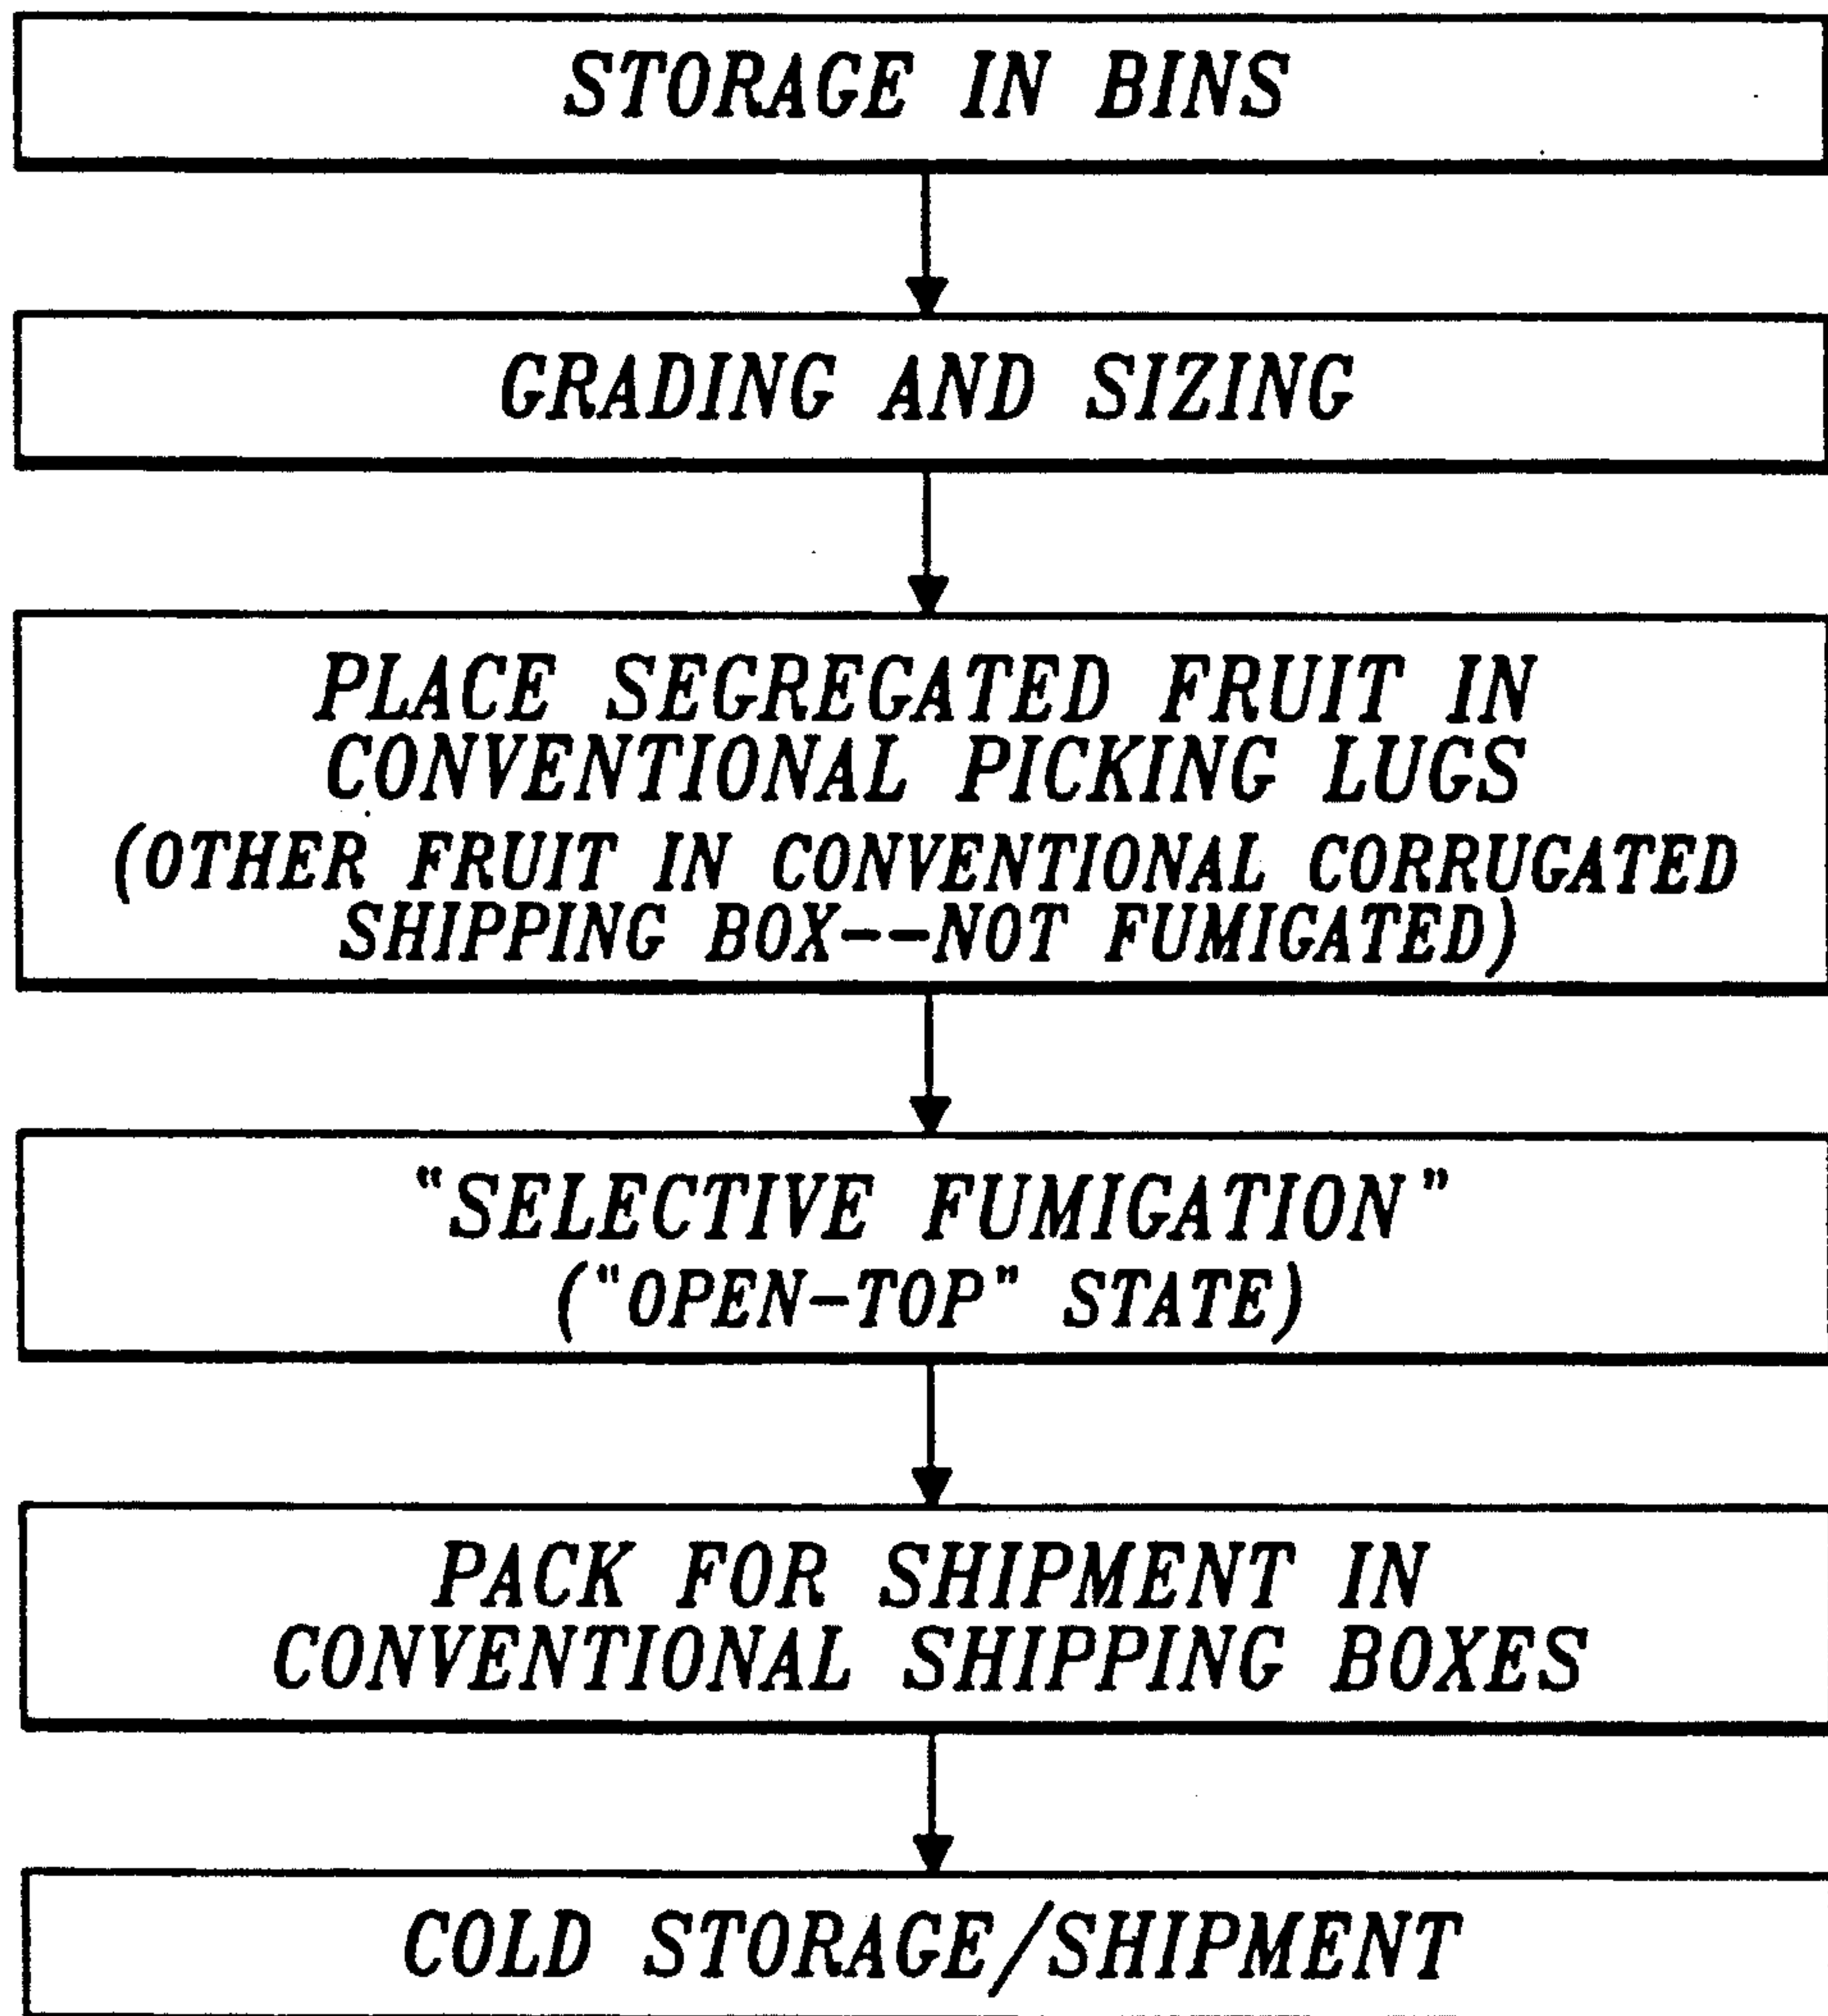 STORAGE IN BINS
GRADING AND SIZING
PLACE SEGREGATED FRUIT IN
CONVENTIONAL PICKING LUGS
(OTHER FRUIT IN CONVENTIONAL CORRUGATED
SHIPPING BOX--NOT FUMIGATED)
"SELECTIVE FUMIGATION"
("OPEN-TOP" STATE)
PACK FOR SHIPMENT IN
CONVENTIONAL SHIPPING BOXES
COLD STORAGE/SHIPMENT